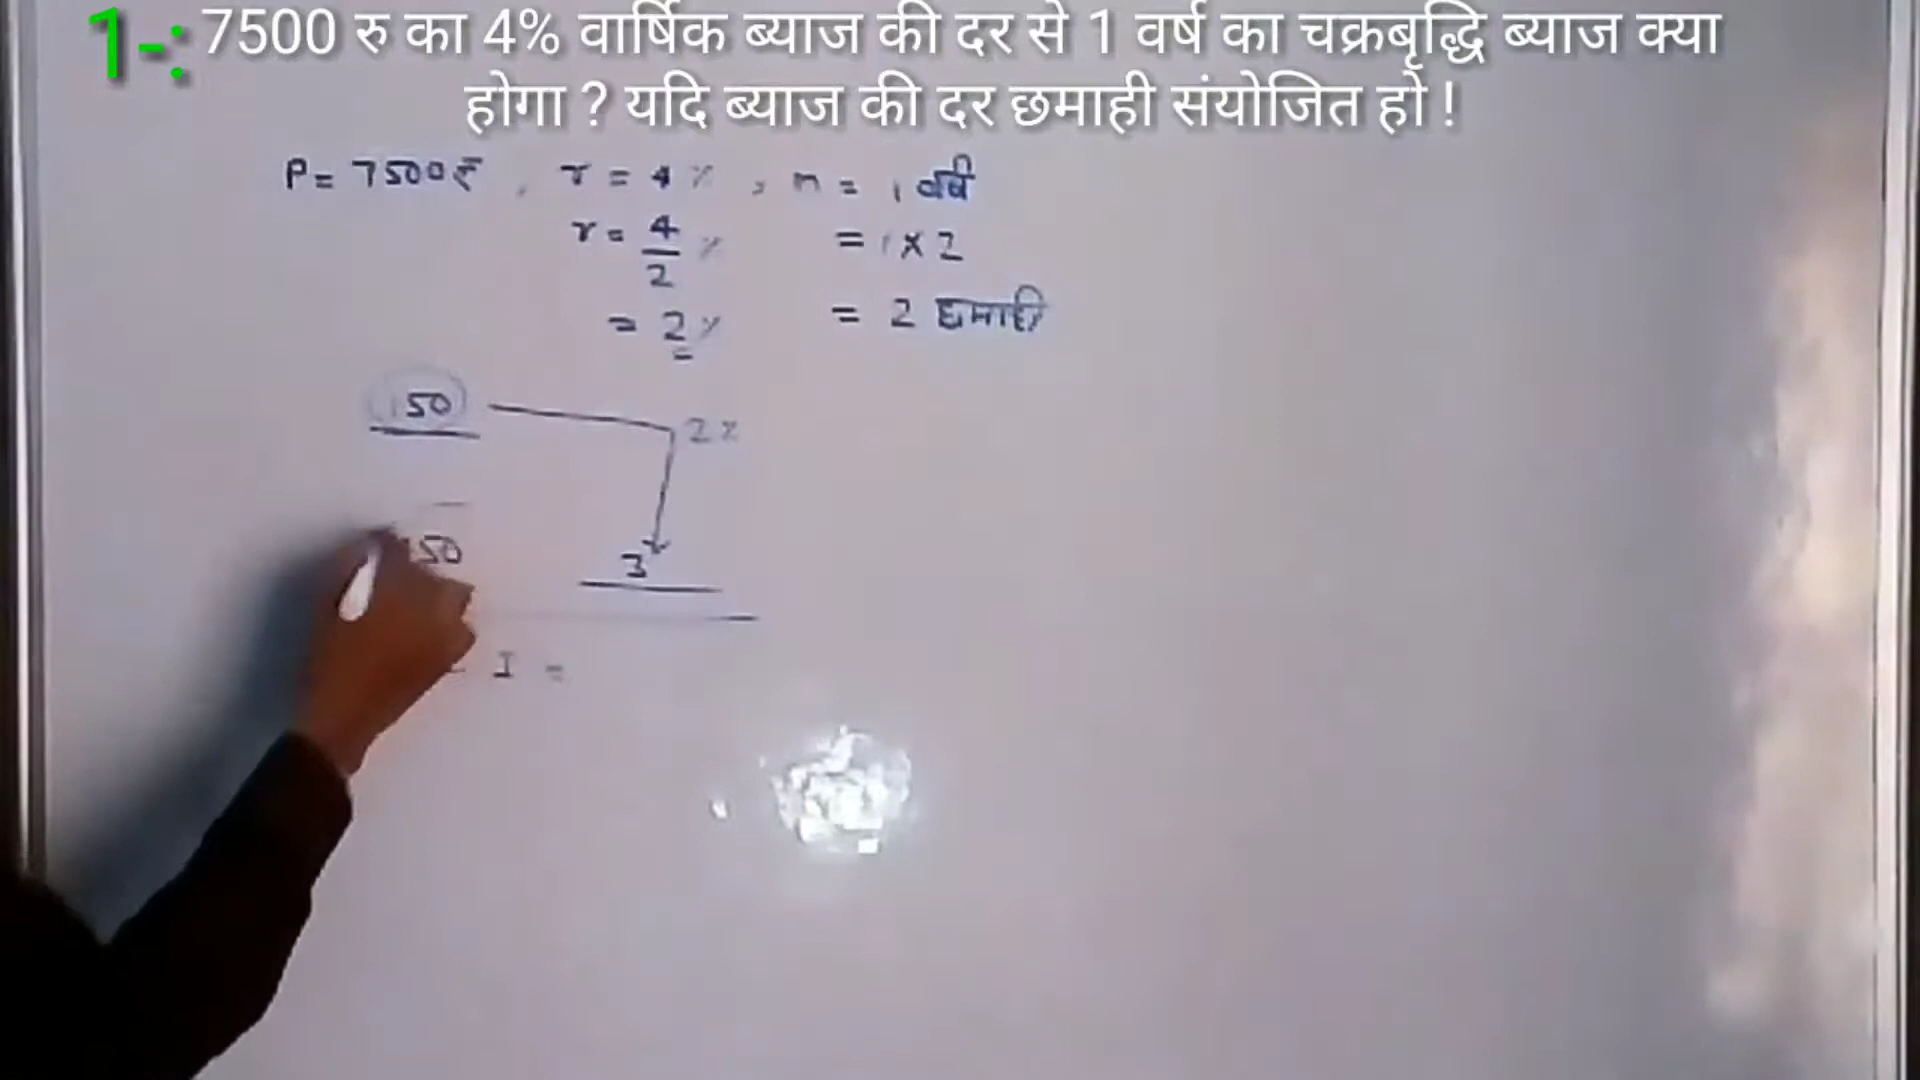 1-: 7500 रु का 4% वार्षिक ब्याज की दर से 1 वर्ष का चक्रबृद्धि ब्याज क्या
होगा ? यदि ब्याज की दर छमाही संयोजित हो !
P = 7500₹, r = 4%, n = 1 वर्ष
r = 4/2 % = 1 × 2
= 2% = 2 छमाही
150 2%
150 3
I =